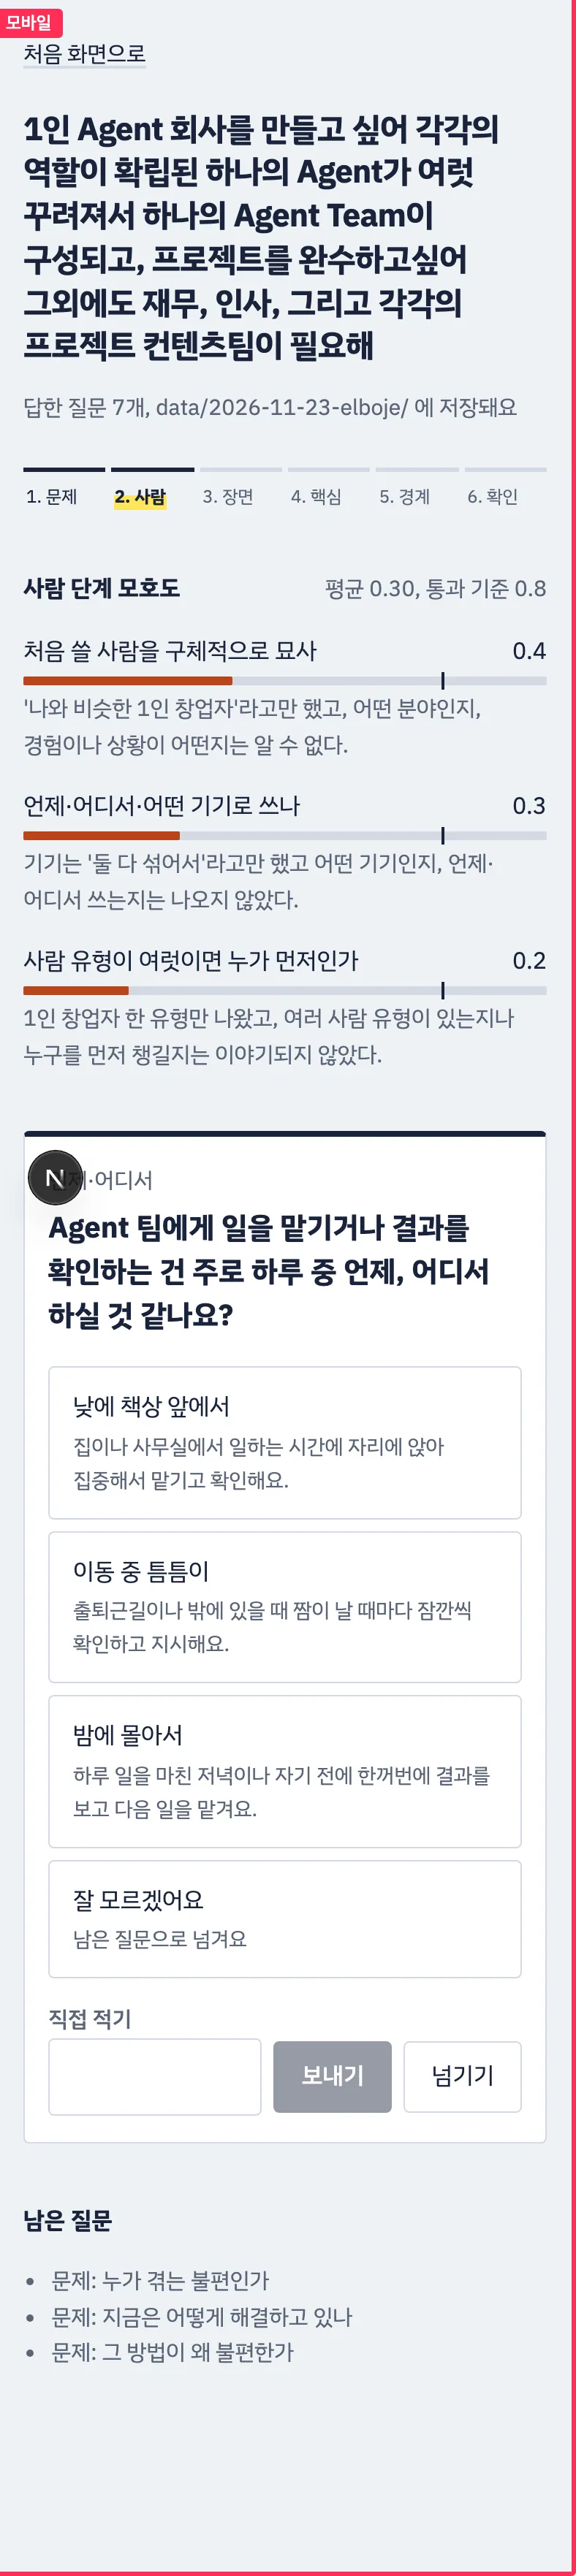 모바일
처음 화면으로
1인 Agent 회사를 만들고 싶어 각각의
역할이 확립된 하나의 Agent가 여럿
꾸려져서 하나의 Agent Team이
구성되고, 프로젝트를 완수하고싶어
그외에도 재무, 인사, 그리고 각각의
프로젝트 컨텐츠팀이 필요해
답한 질문 7개, data/2026-11-23-elboje/ 에 저장돼요
1. 문제 2. 사람 3. 장면 4. 핵심 5. 경계 6. 확인
사람 단계 모호도 평균 0.30, 통과 기준 0.8
처음 쓸 사람을 구체적으로 묘사 0.4
'나와 비슷한 1인 창업자'라고만 했고, 어떤 분야인지,
경험이나 상황이 어떤지는 알 수 없다.
언제·어디서·어떤 기기로 쓰나 0.3
기기는 '둘 다 섞어서'라고만 했고 어떤 기기인지, 언제·
어디서 쓰는지는 나오지 않았다.
사람 유형이 여럿이면 누가 먼저인가 0.2
1인 창업자 한 유형만 나왔고, 여러 사람 유형이 있는지나
누구를 먼저 챙길지는 이야기되지 않았다.
N
·어디서
Agent 팀에게 일을 맡기거나 결과를
확인하는 건 주로 하루 중 언제, 어디서
하실 것 같나요?
낮에 책상 앞에서
집이나 사무실에서 일하는 시간에 자리에 앉아
집중해서 맡기고 확인해요.
이동 중 틈틈이
출퇴근길이나 밖에 있을 때 짬이 날 때마다 잠깐씩
확인하고 지시해요.
밤에 몰아서
하루 일을 마친 저녁이나 자기 전에 한꺼번에 결과를
보고 다음 일을 맡겨요.
잘 모르겠어요
남은 질문으로 넘겨요
직접 적기
보내기 넘기기
남은 질문
• 문제: 누가 겪는 불편인가
• 문제: 지금은 어떻게 해결하고 있나
• 문제: 그 방법이 왜 불편한가